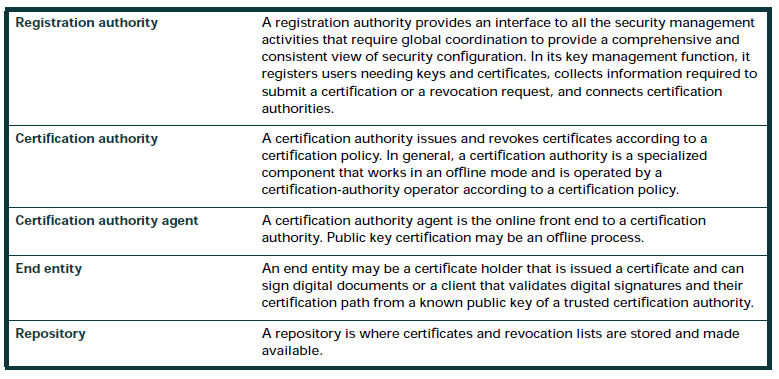 Registration authority
A registration authority provides an interface to all the security management
activities that require global coordination to provide a comprehensive and
consistent view of security configuration. In its key management function, it
registers users needing keys and certificates, collects information required to
submit a certification or a revocation request, and connects certification
authorities.
Certification authority
A certification authority issues and revokes certificates according to a
certification policy. In general, a certification authority is a specialized
component that works in an offline mode and is operated by a
certification-authority operator according to a certification policy.
Certification authority agent
A certification authority agent is the online front end to a certification
authority. Public key certification may be an offline process.
End entity
An end entity may be a certificate holder that is issued a certificate and can
sign digital documents or a client that validates digital signatures and their
certification path from a known public key of a trusted certification authority.
Repository
A repository is where certificates and revocation lists are stored and made
available.